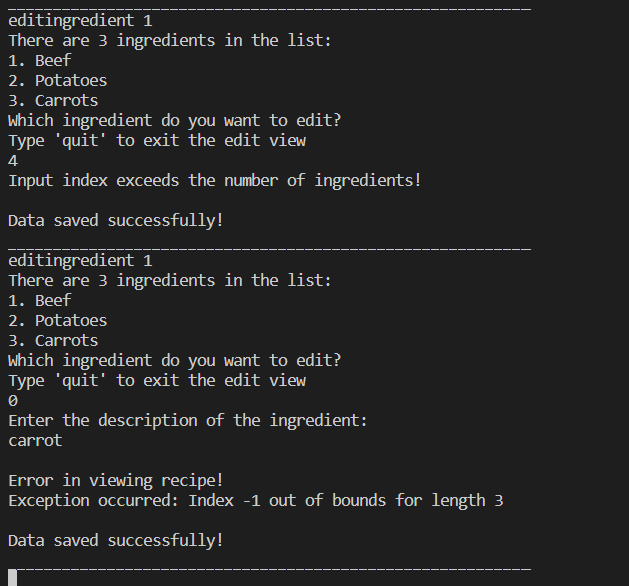 __________________________________________________________
editingredient 1
There are 3 ingredients in the list:
1. Beef
2. Potatoes
3. Carrots
Which ingredient do you want to edit?
Type 'quit' to exit the edit view
4
Input index exceeds the number of ingredients!
Data saved successfully!
__________________________________________________________
editingredient 1
There are 3 ingredients in the list:
1. Beef
2. Potatoes
3. Carrots
Which ingredient do you want to edit?
Type 'quit' to exit the edit view
0
Enter the description of the ingredient:
carrot
Error in viewing recipe!
Exception occurred: Index -1 out of bounds for length 3
Data saved successfully!
__________________________________________________________